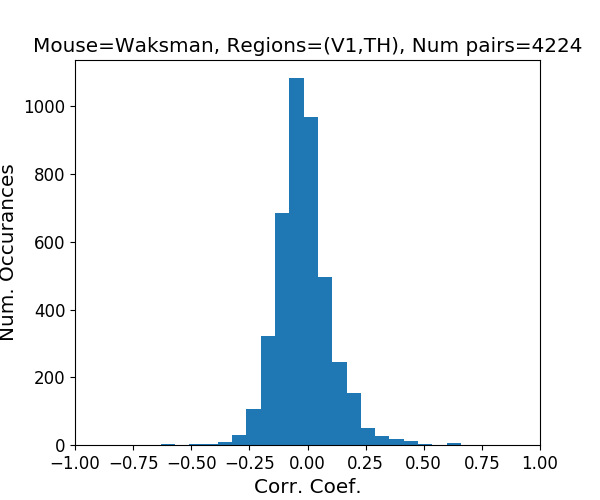 Mouse=Waksman, Regions=(V1,TH), Num pairs=4224
Num. Occurances
1000
800
600
400
200
0
−1.00 −0.75 −0.50 −0.25 0.00 0.25 0.50 0.75 1.00
Corr. Coef.